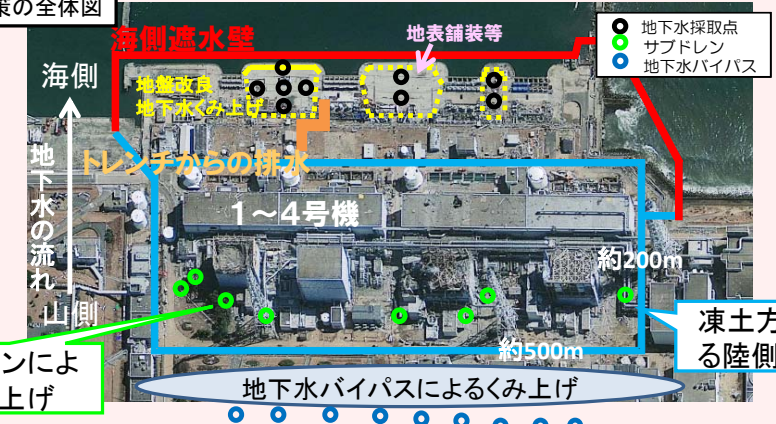 策の全体図
海側遮水壁
地表舗装等
地下水採取点
サブドレン
地下水バイパス
海側
地盤改良
地下水くみ上げ
地下水の流れ
トレンチからの排水
1～4号機
約200m
山側
ンによ
上げ
凍土方
る陸側
約500m
地下水バイパスによるくみ上げ